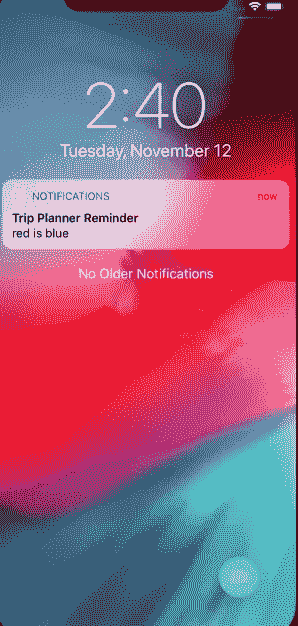 2:40
Tuesday, November 12
NOTIFICATIONS now
Trip Planner Reminder
red is blue
No Older Notifications